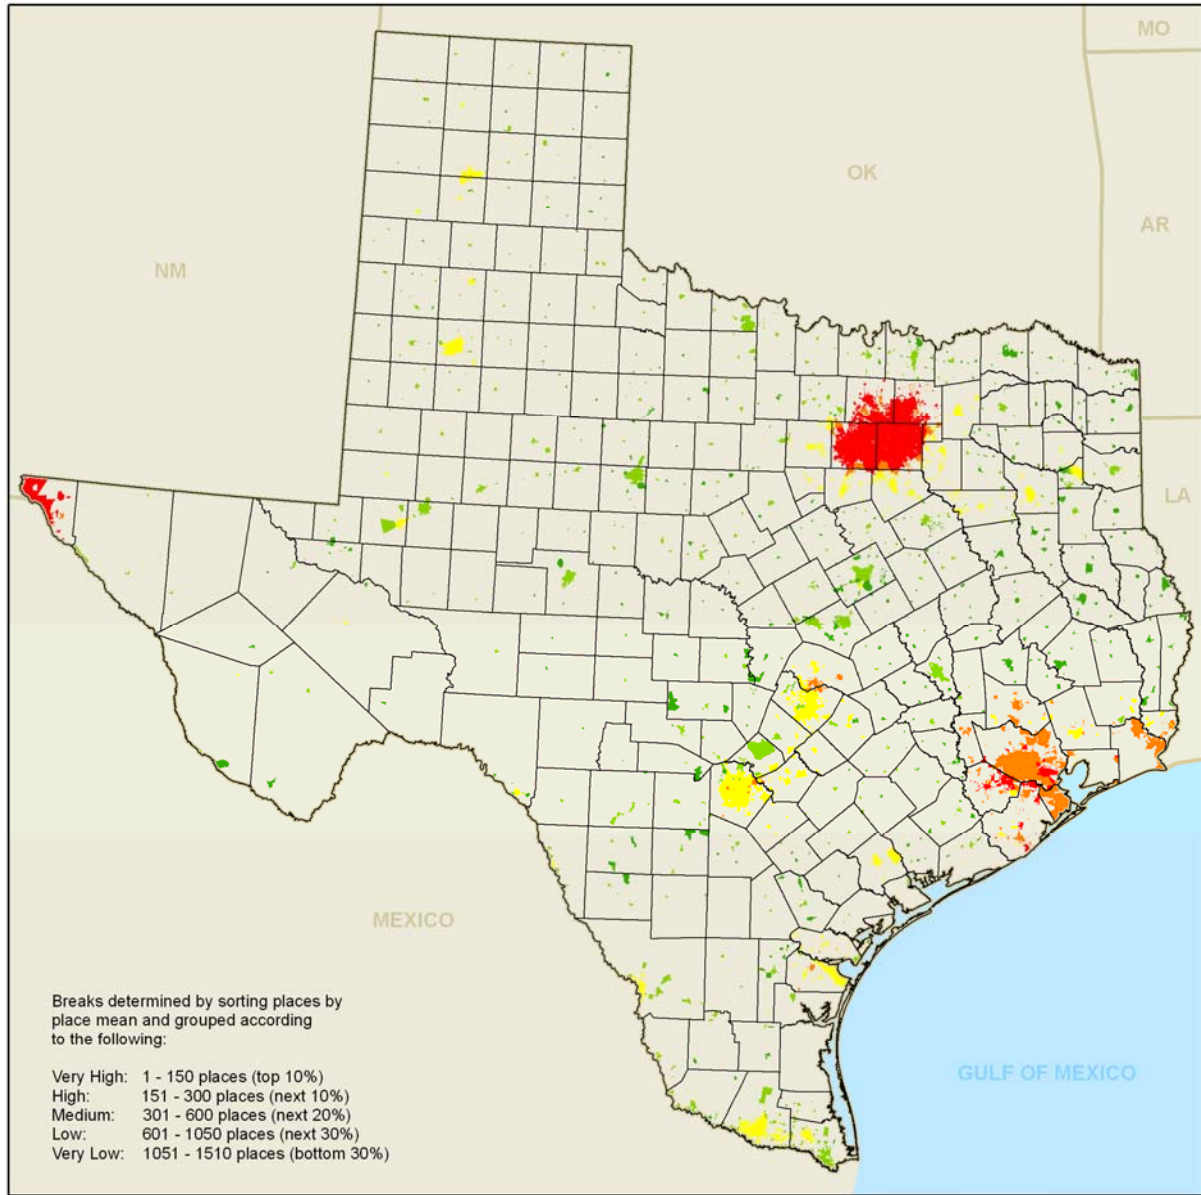 MO
OK
AR
NM
LA
MEXICO
Breaks determined by sorting places by
place mean and grouped according
to the following:
Very High: 1 - 150 places (top 10%)
High: 151 - 300 places (next 10%)
Medium: 301 - 600 places (next 20%)
Low: 601 - 1050 places (next 30%)
Very Low: 1051 - 1510 places (bottom 30%)
GULF OF MEXICO